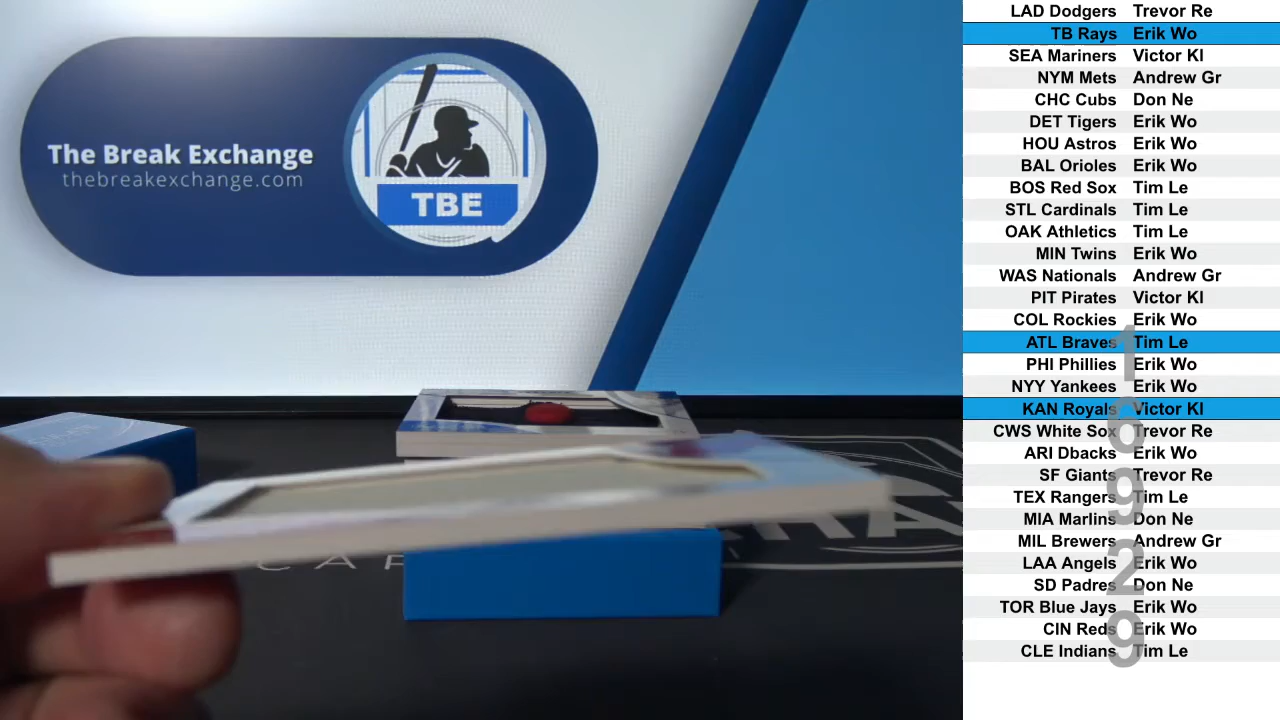 The Break Exchange
thebreakexchange.com
TBE
LAD Dodgers Trevor Re
TB Rays Erik Wo
SEA Mariners Victor Kl
NYM Mets Andrew Gr
CHC Cubs Don Ne
DET Tigers Erik Wo
HOU Astros Erik Wo
BAL Orioles Erik Wo
BOS Red Sox Tim Le
STL Cardinals Tim Le
OAK Athletics Tim Le
MIN Twins Erik Wo
WAS Nationals Andrew Gr
PIT Pirates Victor Kl
COL Rockies Erik Wo
ATL Braves Tim Le
PHI Phillies Erik Wo
NYY Yankees Erik Wo
KAN Royals Victor Kl
CWS White Sox Trevor Re
ARI Dbacks Erik Wo
SF Giants Trevor Re
TEX Rangers Tim Le
MIA Marlins Don Ne
MIL Brewers Andrew Gr
LAA Angels Erik Wo
SD Padres Don Ne
TOR Blue Jays Erik Wo
CIN Reds Erik Wo
CLE Indians Tim Le